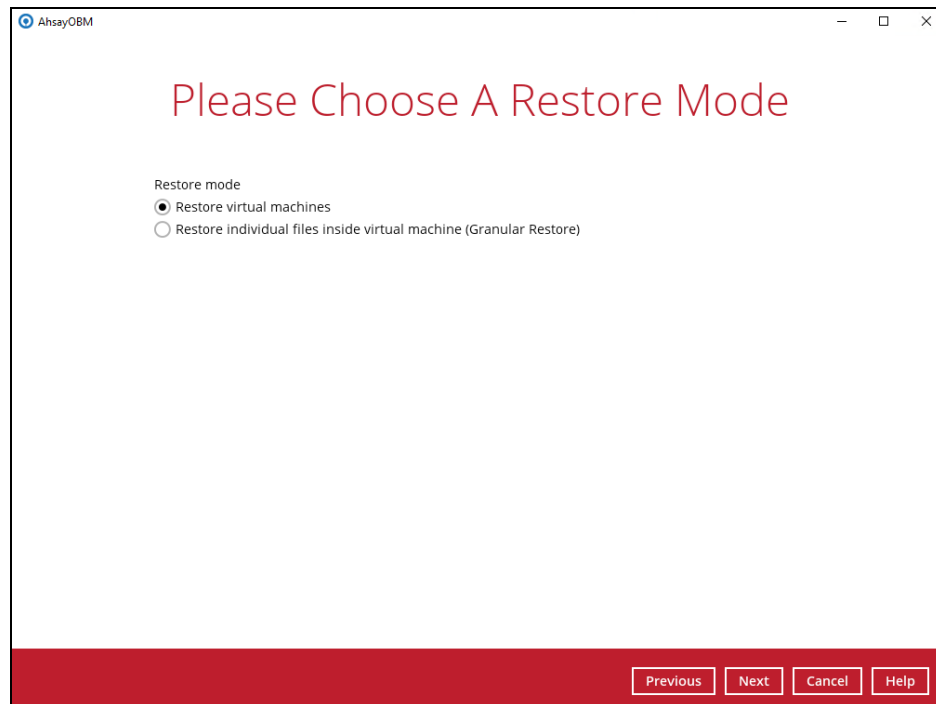 AhsayOBM
Please Choose A Restore Mode
Restore mode
Restore virtual machines
Restore individual files inside virtual machine (Granular Restore)
Previous Next Cancel Help